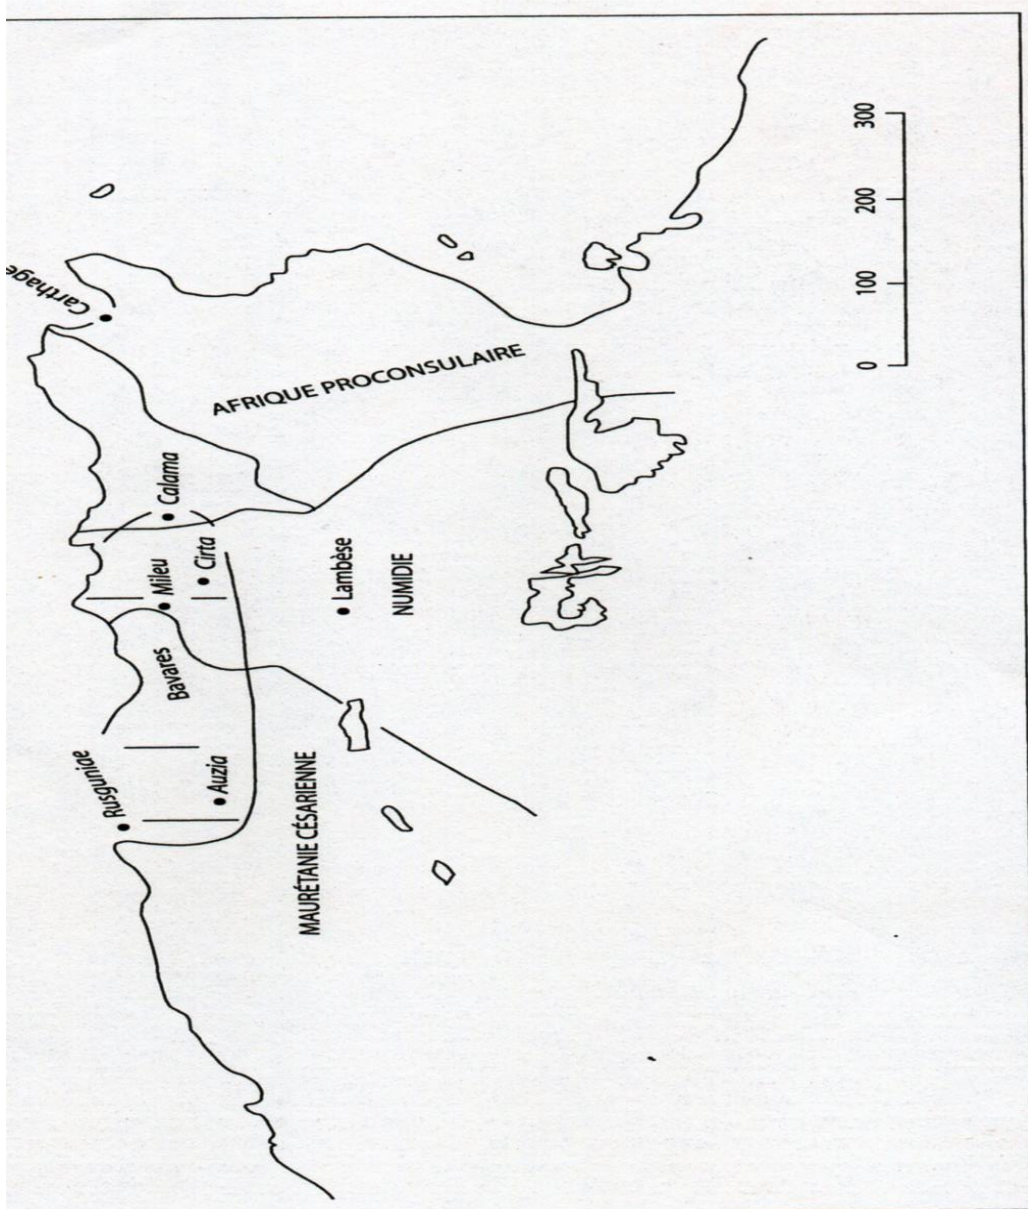 Carthage
AFRIQUE PROCONSULAIRE
Calama
Cirta
Mileu
Bavares
Lambèse
NUMIDIE
Rusguniae
Auzia
MAURÉTANIE CÉSARIENNE
0 100 200 300